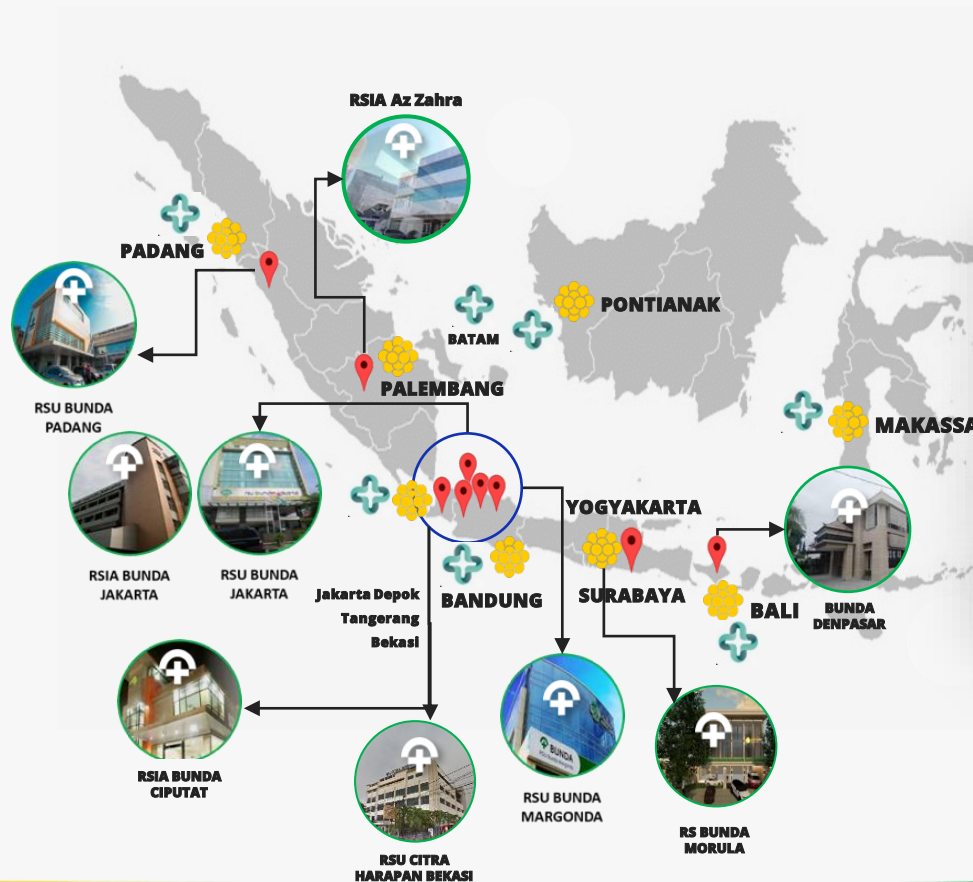 RSIA Az Zahra
PADANG
PONTIANAK
BATAM
PALEMBANG
RSU BUNDA
PADANG
MAKASSA
YOGYAKARTA
RSIA BUNDA
JAKARTA
RSU BUNDA
JAKARTA
Jakarta Depok
Tangerang
Bekasi
BANDUNG
SURABAYA
BALI
BUNDA
DENPASAR
BUNDA
RSIA BUNDA
CIPUTAT
RSU BUNDA
MARGONDA
RS BUNDA
MORULA
RSU CITRA
HARAPAN BEKASI